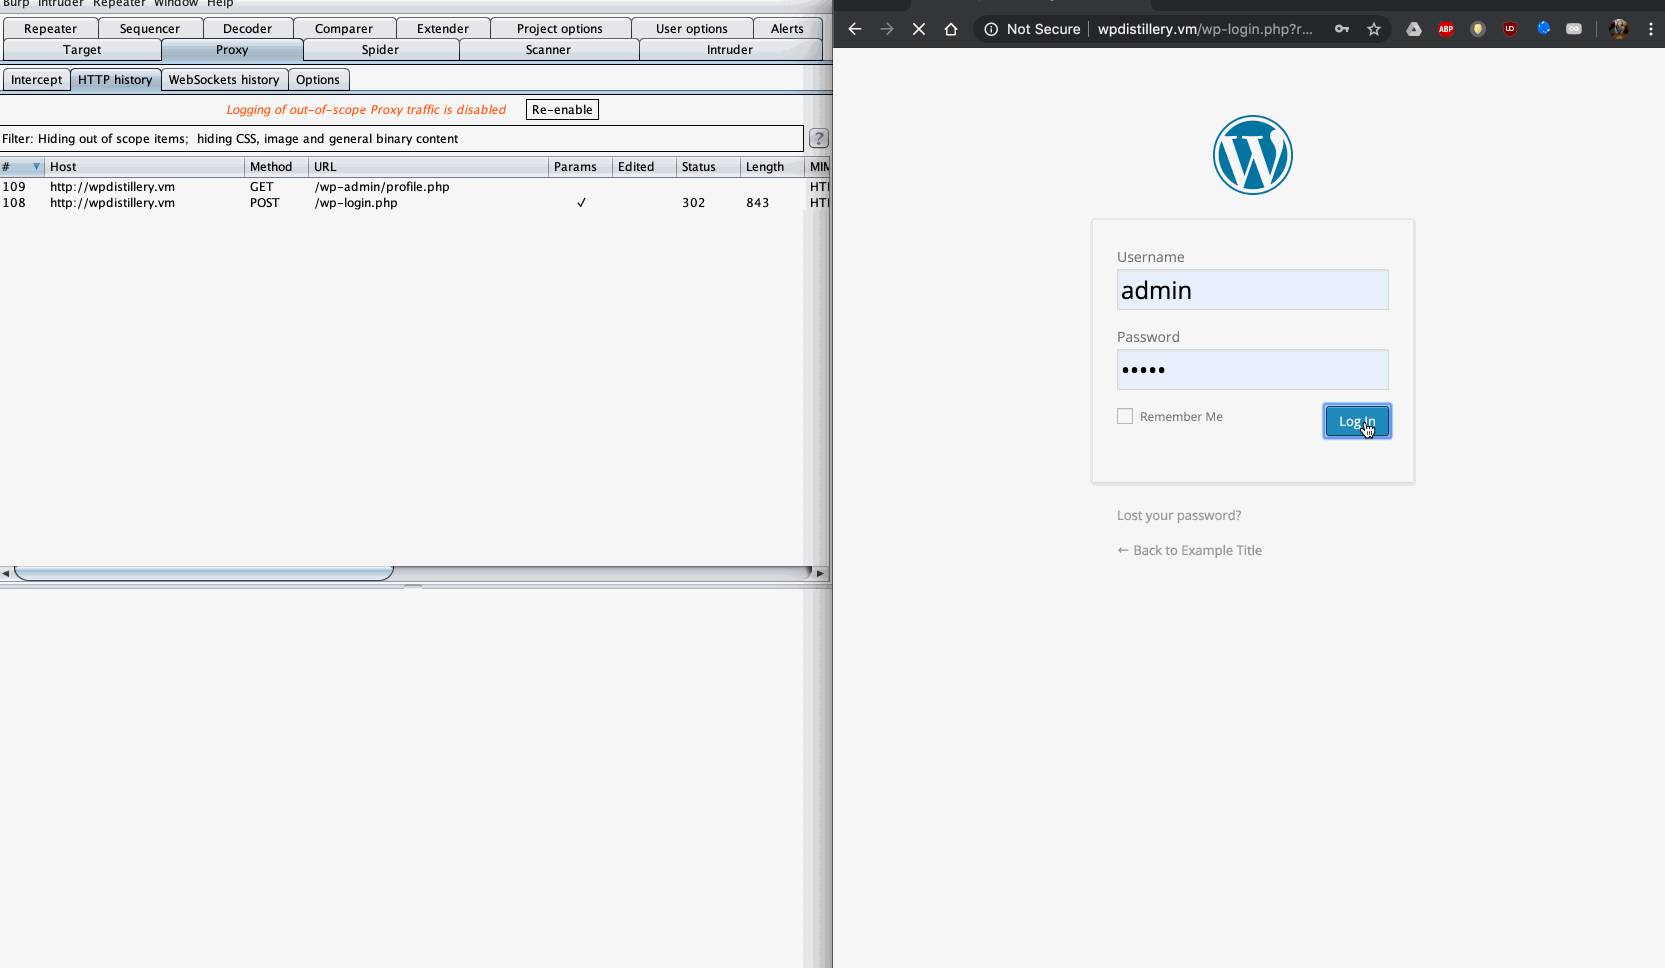 Burp Intruder Repeater Window Help
Repeater Sequencer Decoder Comparer Extender Project options User options Alerts
Target Proxy Spider Scanner Intruder
Intercept HTTP history WebSockets history Options
Logging of out-of-scope Proxy traffic is disabled Re-enable
Filter: Hiding out of scope items; hiding CSS, image and general binary content ?
# Host Method URL Params Edited Status Length MIM
109 http://wpdistillery.vm GET /wp-admin/profile.php HTI
108 http://wpdistillery.vm POST /wp-login.php ✓ 302 843 HTI
Not Secure wpdistillery.vm/wp-login.php?r... ABP
Username
admin
Password
•••••
Remember Me Log In
Lost your password?
← Back to Example Title